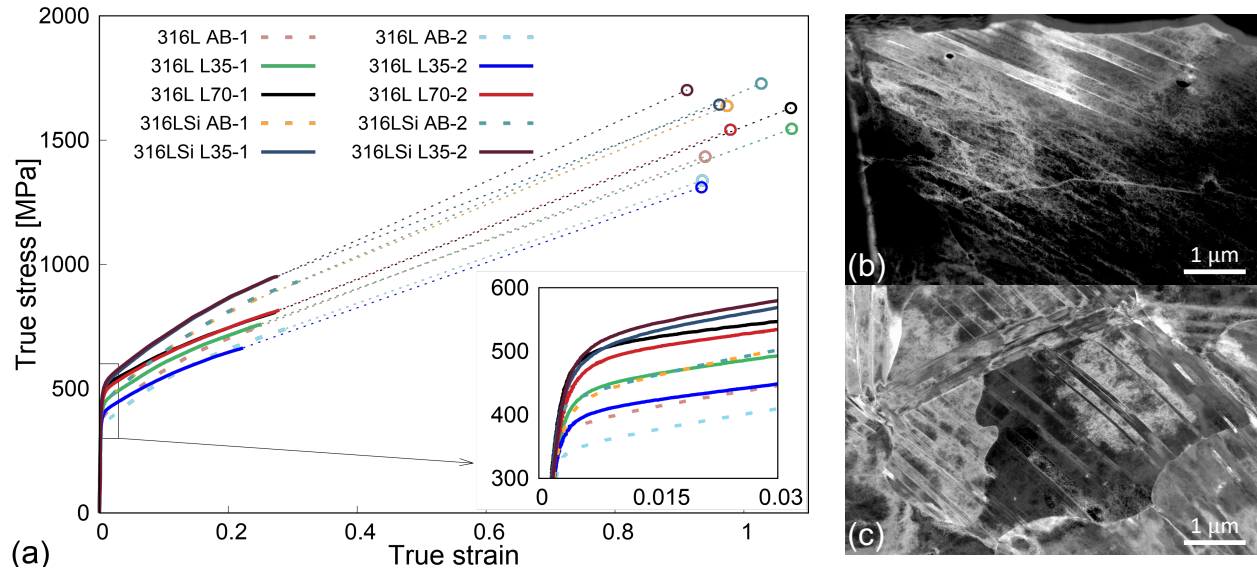 2000
1500
1000
500
0
True stress [MPa]
316L AB-1
316L AB-2
316L L35-1
316L L35-2
316L L70-1
316L L70-2
316LSi AB-1
316LSi AB-2
316LSi L35-1
316LSi L35-2
600
500
400
300
0
0.015
0.03
0
0.2
0.4
0.6
0.8
1
True strain
(a)
(b)
1 µm
(c)
1 µm